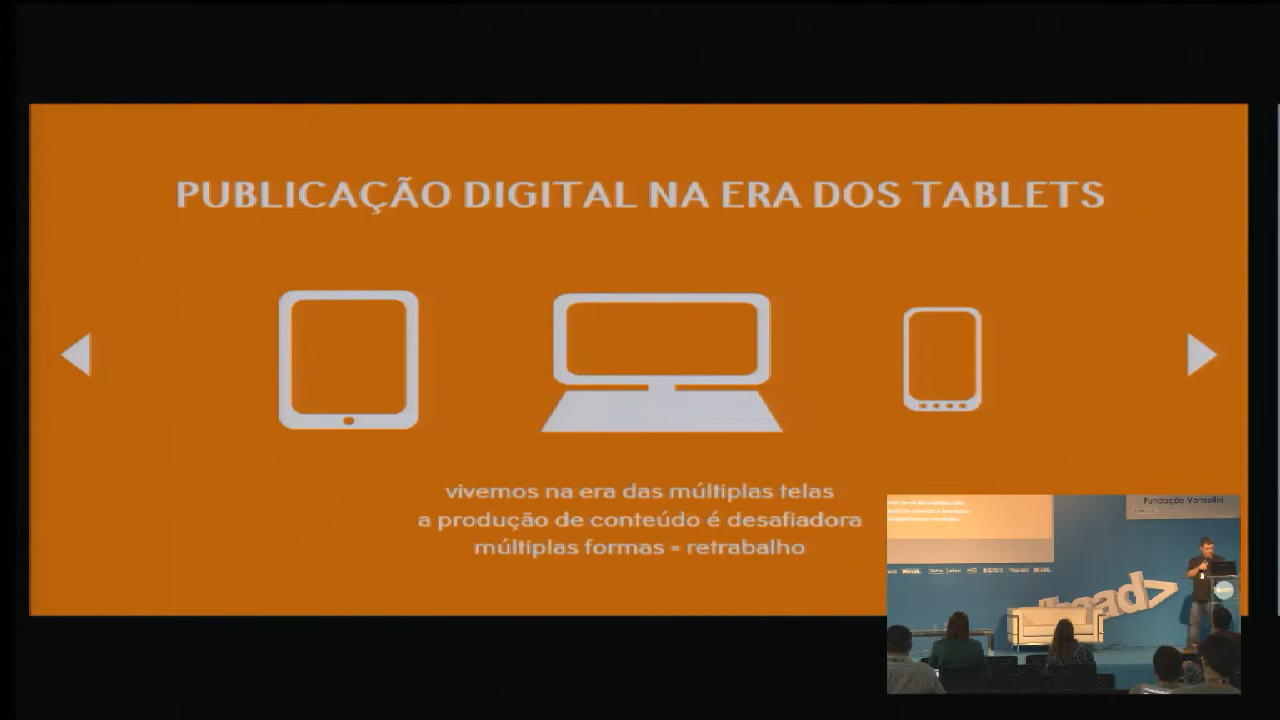 PUBLICAÇÃO DIGITAL NA ERA DOS TABLETS
vivemos na era das múltiplas telas
a produção de conteúdo é desafiadora
múltiplas formas = retrabalho
Fundação Vanzolini